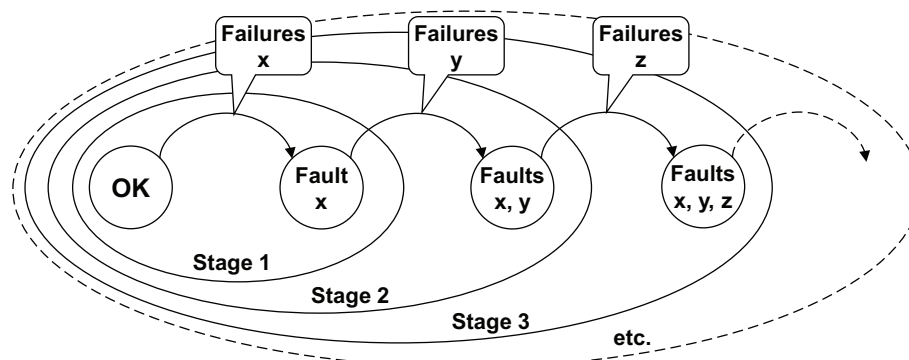 Failures
x
Failures
y
Failures
z
OK
Fault
x
Faults
x, y
Faults
x, y, z
Stage 1
Stage 2
Stage 3
etc.